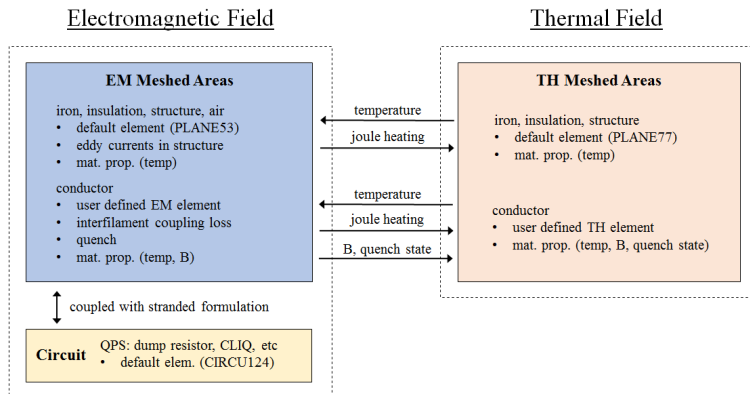 Electromagnetic Field
Thermal Field
EM Meshed Areas
iron, insulation, structure, air
• default element (PLANE53)
• eddy currents in structure
• mat. prop. (temp)
conductor
• user defined EM element
• interfilament coupling loss
• quench
• mat. prop. (temp, B)
temperature
joule heating
temperature
joule heating
B, quench state
TH Meshed Areas
iron, insulation, structure
• default element (PLANE77)
• mat. prop. (temp)
conductor
• user defined TH element
• mat. prop. (temp, B, quench state)
coupled with stranded formulation
Circuit
QPS: dump resistor, CLIQ, etc
• default elem. (CIRCU124)